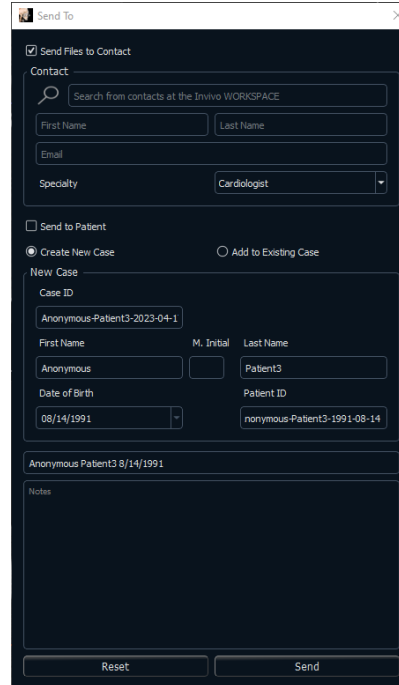 Send To
Send Files to Contact
Contact
Search from contacts at the Invivo WORKSPACE
First Name Last Name
Email
Specialty Cardiologist
Send to Patient
Create New Case Add to Existing Case
New Case
Case ID
Anonymous-Patient3-2023-04-1
First Name M. Initial Last Name
Anonymous Patient3
Date of Birth Patient ID
08/14/1991 nonymous-Patient3-1991-08-14
Anonymous Patient3 8/14/1991
Notes
Reset Send